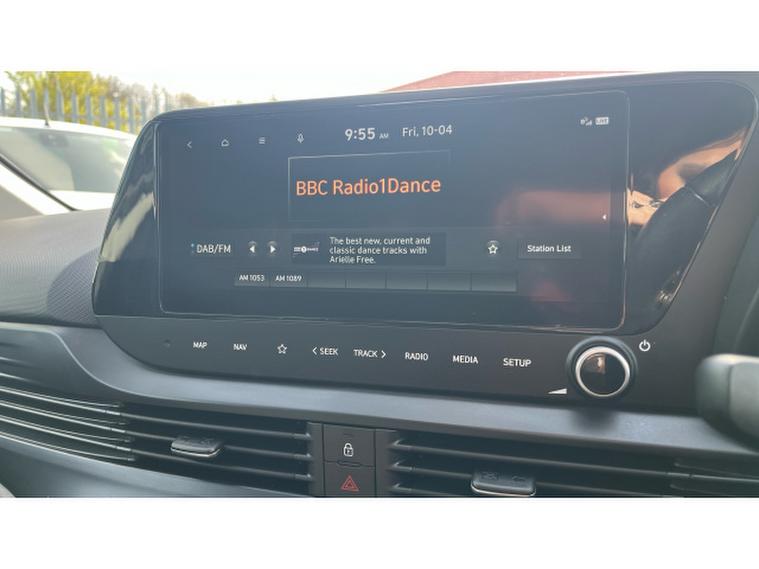 9:55 AM Fri, 10-04
LIVE
BBC Radio1Dance
DAB/FM
The best new, current and
classic dance tracks with
Arielle Free.
Station List
AM 1053 AM 1089
MAP NAV < SEEK TRACK > RADIO MEDIA SETUP